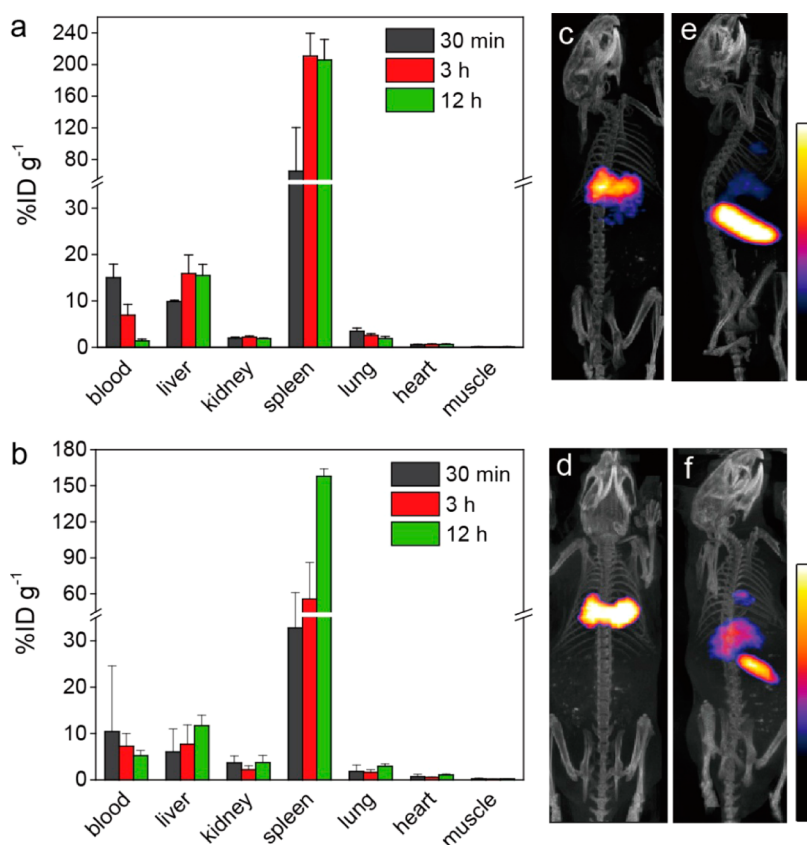 a
240
200
160
120
80
30
20
10
0
%ID g⁻¹
30 min
3 h
12 h
blood
liver
kidney
spleen
lung
heart
muscle
c
e
b
180
150
120
90
60
30
20
10
0
%ID g⁻¹
30 min
3 h
12 h
blood
liver
kidney
spleen
lung
heart
muscle
d
f